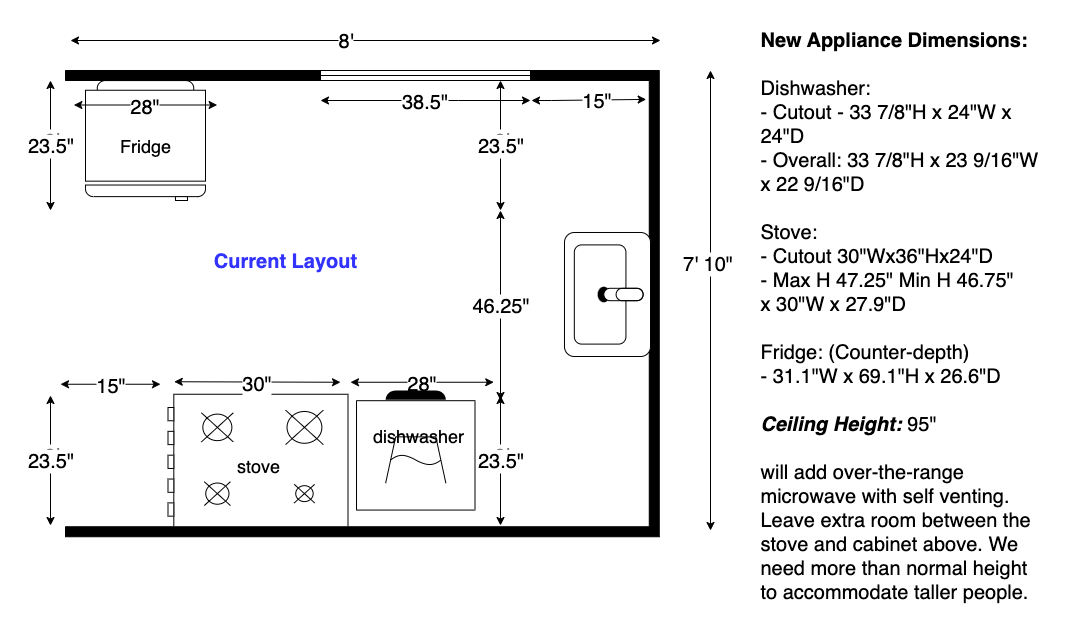 8'
28"
38.5"
15"
23.5"
Fridge
23.5"
Current Layout
7' 10"
46.25"
15"
30"
28"
dishwasher
23.5"
stove
23.5"
New Appliance Dimensions:
Dishwasher:
- Cutout - 33 7/8"H x 24"W x
24"D
- Overall: 33 7/8"H x 23 9/16"W
x 22 9/16"D
Stove:
- Cutout 30"Wx36"Hx24"D
- Max H 47.25" Min H 46.75"
x 30"W x 27.9"D
Fridge: (Counter-depth)
- 31.1"W x 69.1"H x 26.6"D
Ceiling Height: 95"
will add over-the-range
microwave with self venting.
Leave extra room between the
stove and cabinet above. We
need more than normal height
to accommodate taller people.